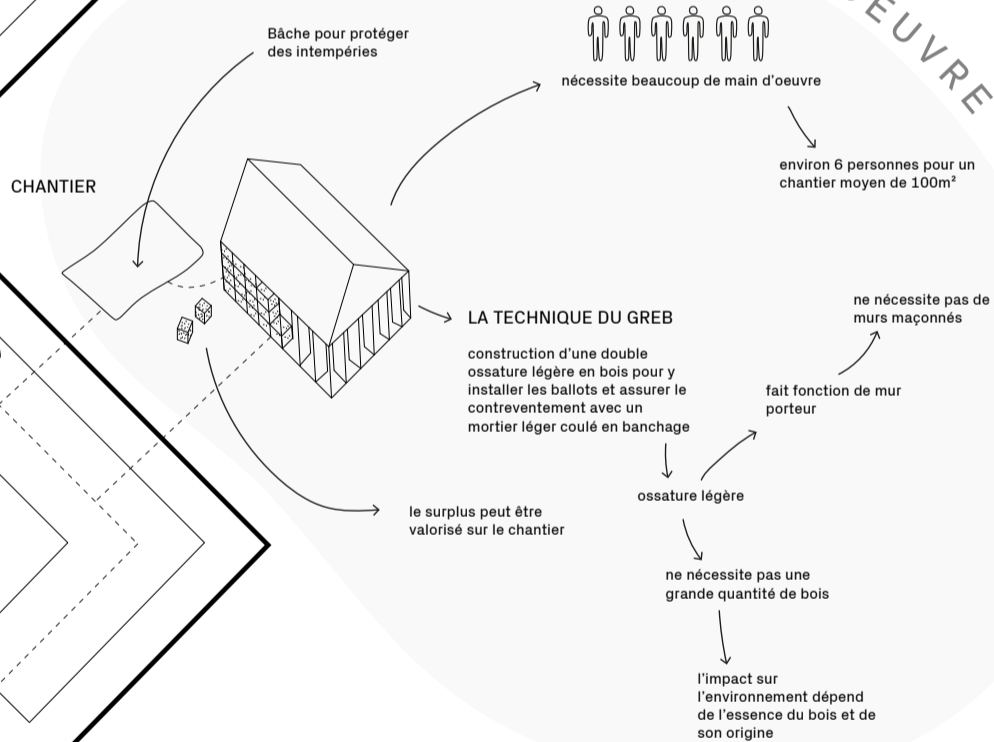 Bâche pour protéger
des intempéries
EUVRE
nécessite beaucoup de main d'oeuvre
environ 6 personnes pour un
chantier moyen de 100m²
CHANTIER
LA TECHNIQUE DU GREB
construction d'une double
ossature légère en bois pour y
installer les ballots et assurer le
contreventement avec un
mortier léger coulé en banchage
ne nécessite pas de
murs maçonnés
fait fonction de mur
porteur
ossature légère
le surplus peut être
valorisé sur le chantier
ne nécessite pas une
grande quantité de bois
l'impact sur
l'environnement dépend
de l'essence du bois et de
son origine